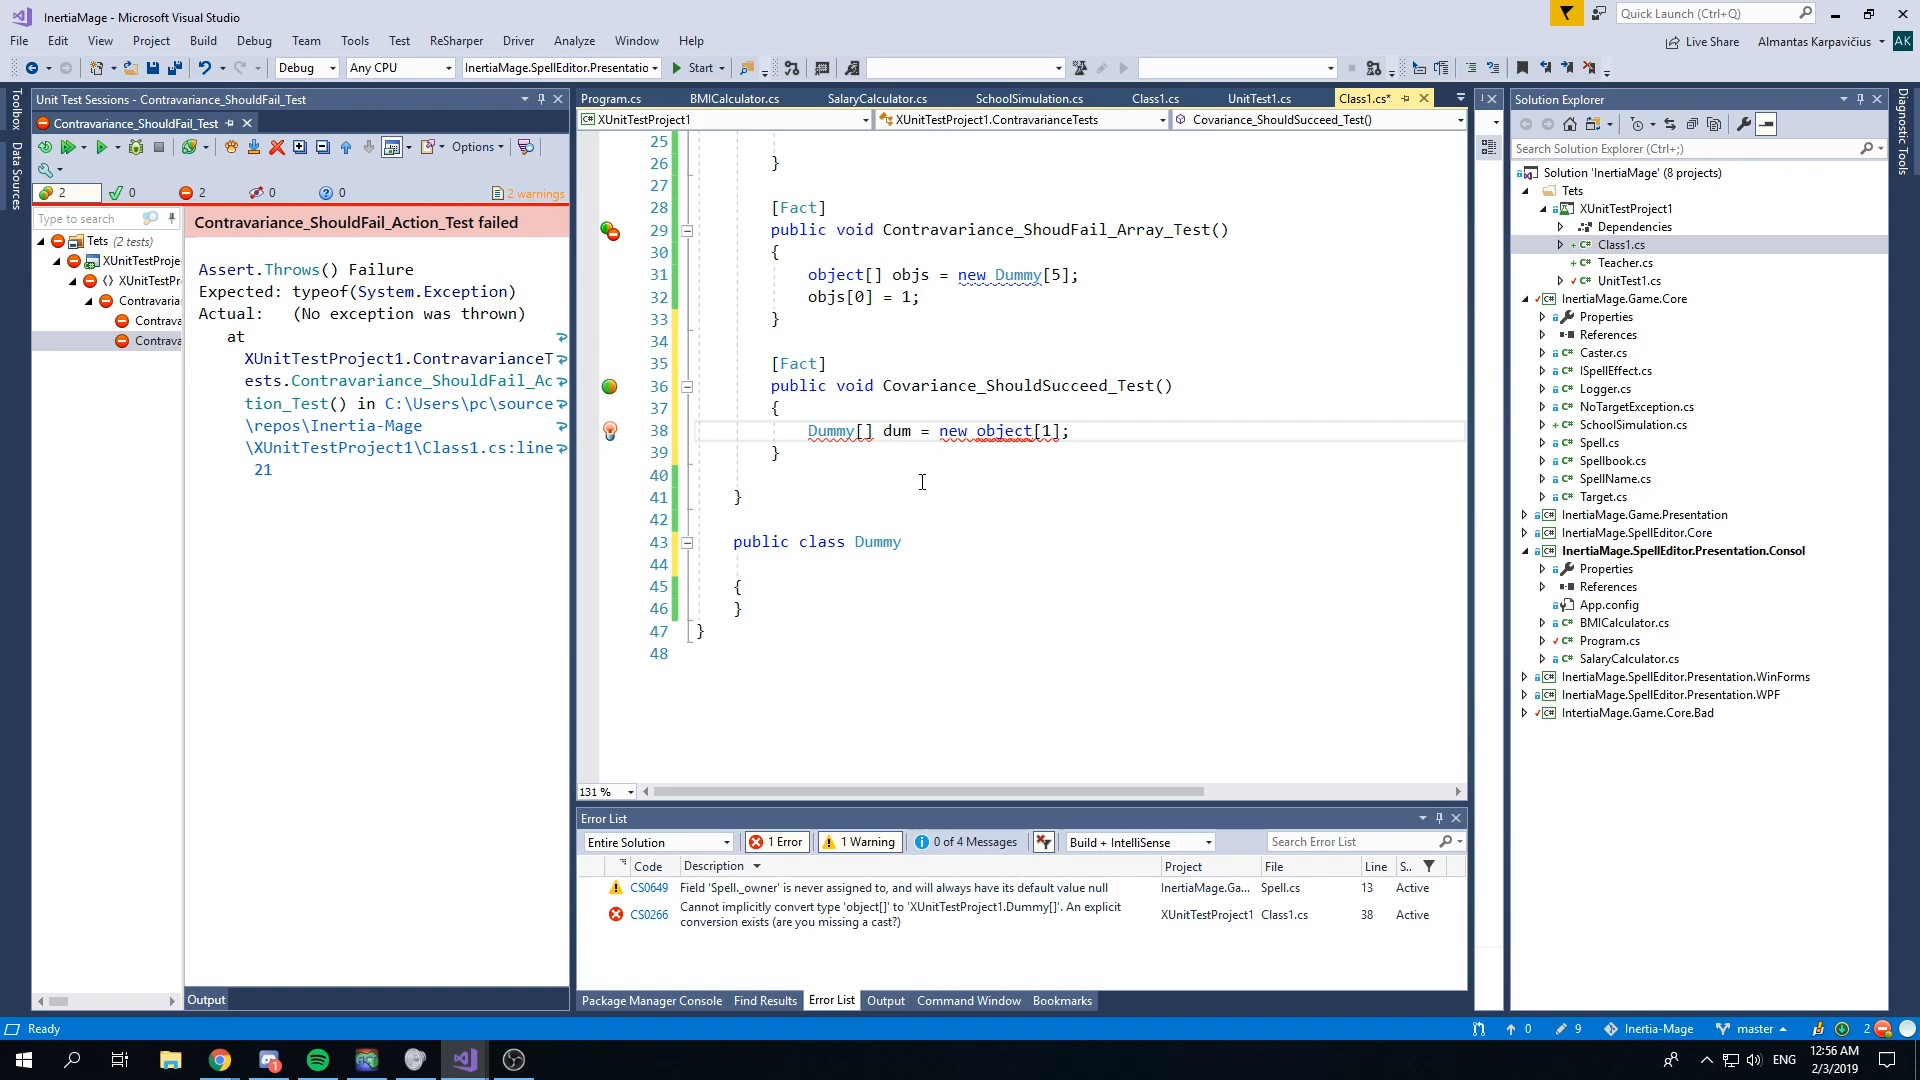 InertiaMage - Microsoft Visual Studio
Quick Launch (Ctrl+Q)
File Edit View Project Build Debug Team Tools Test ReSharper Driver Analyze Window Help
Live Share Almantas Karpavičius AK
Debug Any CPU InertiaMage.SpellEditor.Presentatio Start
Toolbox
Data Sources
Unit Test Sessions - Contravariance_ShouldFail_Test
Contravariance_ShouldFail_Test
Options
2 0 2 0 0 2 warnings
Type to search
Tets (2 tests)
XUnitTestProje
XUnitTestPr
Contravaria
Contrava
Contrava
Contravariance_ShouldFail_Action_Test failed
Assert.Throws() Failure
Expected: typeof(System.Exception)
Actual: (No exception was thrown)
at
XUnitTestProject1.ContravarianceT
ests.Contravariance_ShouldFail_Ac
tion_Test() in C:\Users\pc\source
\repos\Inertia-Mage
\XUnitTestProject1\Class1.cs:line
21
Output
Program.cs BMICalculator.cs SalaryCalculator.cs SchoolSimulation.cs Class1.cs UnitTest1.cs Class1.cs*
XUnitTestProject1 XUnitTestProject1.ContravarianceTests Covariance_ShouldSucceed_Test()
25
26 }
27
28 [Fact]
29 public void Contravariance_ShoudFail_Array_Test()
30 {
31 object[] objs = new Dummy[5];
32 objs[0] = 1;
33 }
34
35 [Fact]
36 public void Covariance_ShouldSucceed_Test()
37 {
38 Dummy[] dum = new object[1];
39 }
40
41 }
42
43 public class Dummy
44
45 {
46 }
47 }
48
131 %
Error List
Entire Solution 1 Error 1 Warning 0 of 4 Messages Build + IntelliSense Search Error List
Code Description Project File Line S..
CS0649 Field 'Spell._owner' is never assigned to, and will always have its default value null InertiaMage.Ga... Spell.cs 13 Active
CS0266 Cannot implicitly convert type 'object[]' to 'XUnitTestProject1.Dummy[]'. An explicit
conversion exists (are you missing a cast?) XUnitTestProject1 Class1.cs 38 Active
Package Manager Console Find Results Error List Output Command Window Bookmarks
Solution Explorer
Search Solution Explorer (Ctrl+;)
Solution 'InertiaMage' (8 projects)
Tets
XUnitTestProject1
Dependencies
Class1.cs
Teacher.cs
UnitTest1.cs
InertiaMage.Game.Core
Properties
References
Caster.cs
ISpellEffect.cs
Logger.cs
NoTargetException.cs
SchoolSimulation.cs
Spell.cs
Spellbook.cs
SpellName.cs
Target.cs
InertiaMage.Game.Presentation
InertiaMage.SpellEditor.Core
InertiaMage.SpellEditor.Presentation.Consol
Properties
References
App.config
BMICalculator.cs
Program.cs
SalaryCalculator.cs
InertiaMage.SpellEditor.Presentation.WinForms
InertiaMage.SpellEditor.Presentation.WPF
IntertiaMage.Game.Core.Bad
Diagnostic Tools
Ready 0 9 Inertia-Mage master 2
ENG
12:56 AM
2/3/2019